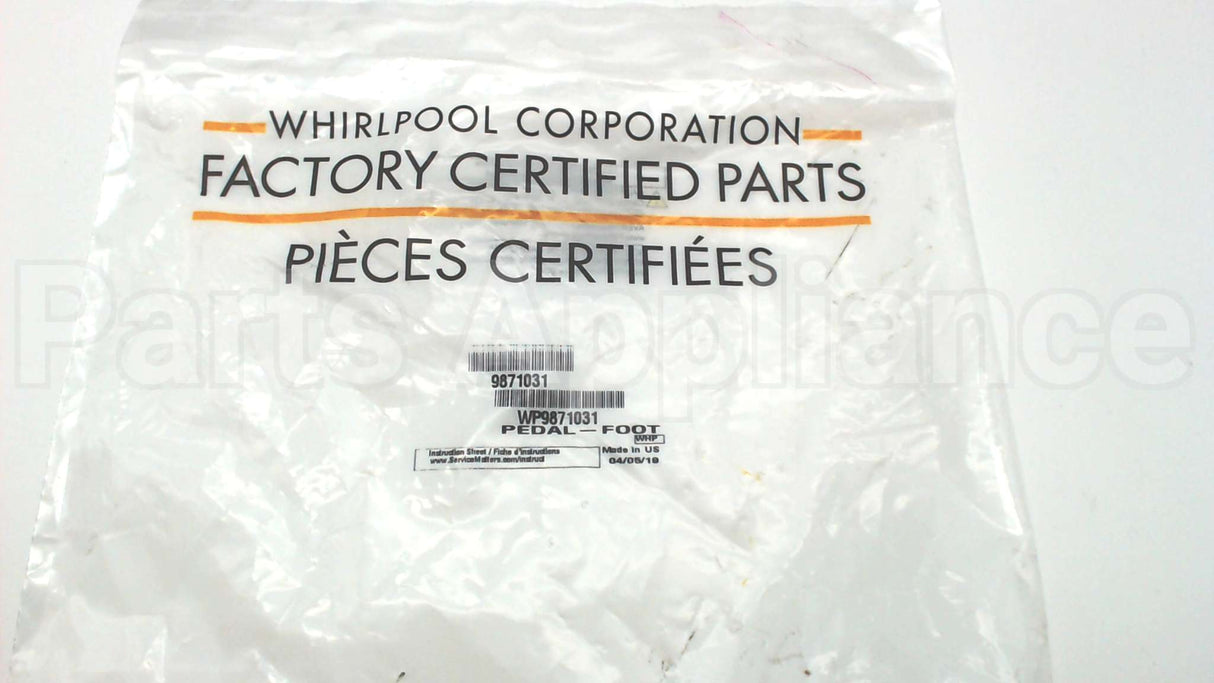 WHIRLPOOL CORPORATION
FACTORY CERTIFIED PARTS
PIÈCES CERTIFIÉES
Parts Appliance
9871031
WP9871031
PEDAL-FOOT
WHP
Instruction Sheet / Fiche d'instructions
www.ServiceMatters.com/instruct
Made in US
04/05/19